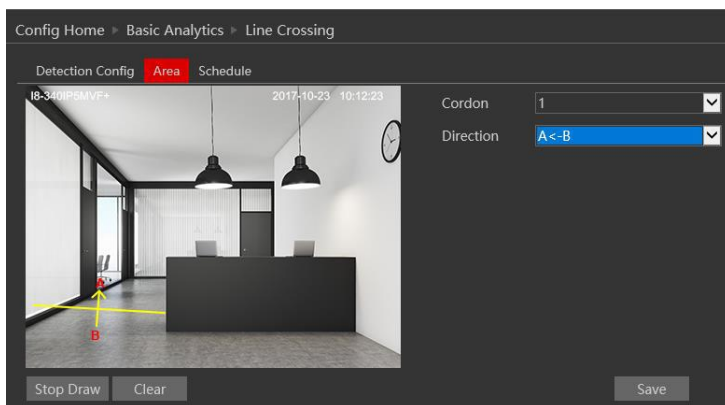 Config Home ▸ Basic Analytics ▸ Line Crossing
Detection Config Area Schedule
I8-340IP5MVF+ 2017-10-23 10:12:23
Cordon 1
Direction A<-B
A
B
Stop Draw Clear Save